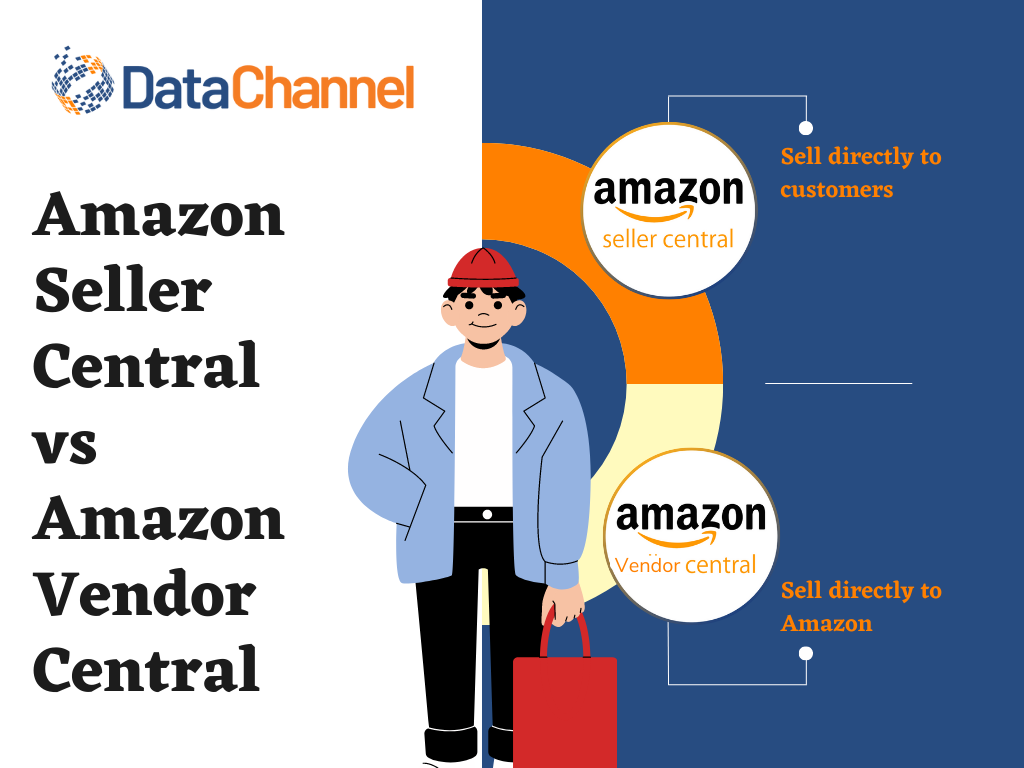 DataChannel
Amazon
Seller
Central
vs
Amazon
Vendor
Central
amazon
seller central
Sell directly to
customers
amazon
Vendor central
Sell directly to
Amazon